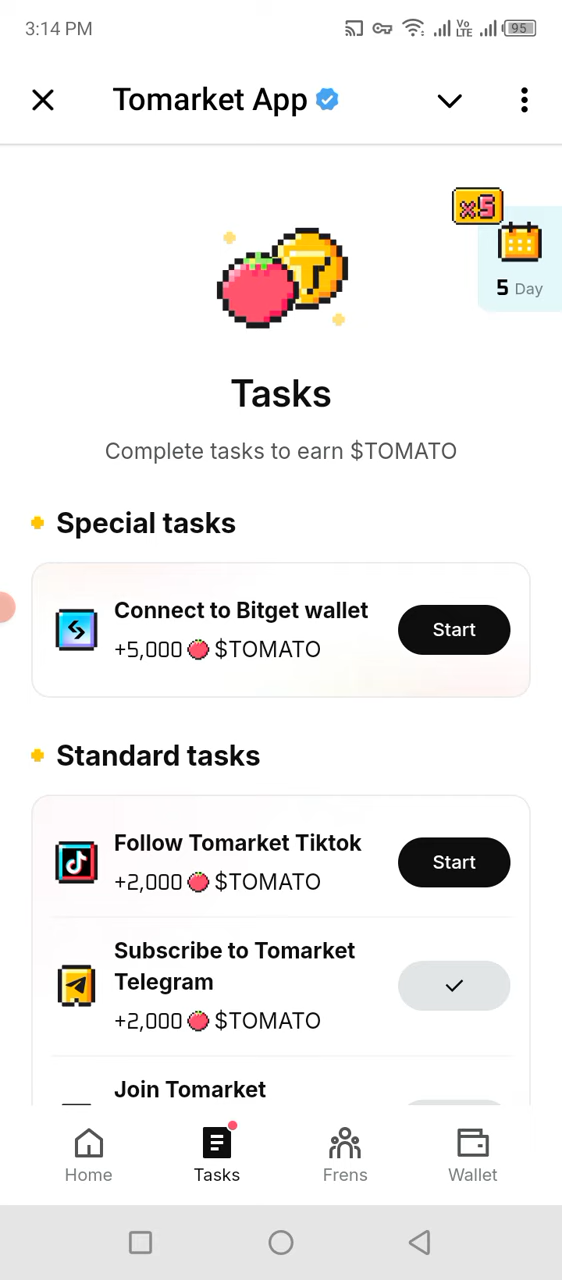 3:14 PM
Vo
LTE
95
Tomarket App
x5
5 Day
Tasks
Complete tasks to earn $TOMATO
Special tasks
Connect to Bitget wallet
+5,000 $TOMATO
Start
Standard tasks
Follow Tomarket Tiktok
+2,000 $TOMATO
Start
Subscribe to Tomarket
Telegram
+2,000 $TOMATO
Join Tomarket
Home
Tasks
Frens
Wallet